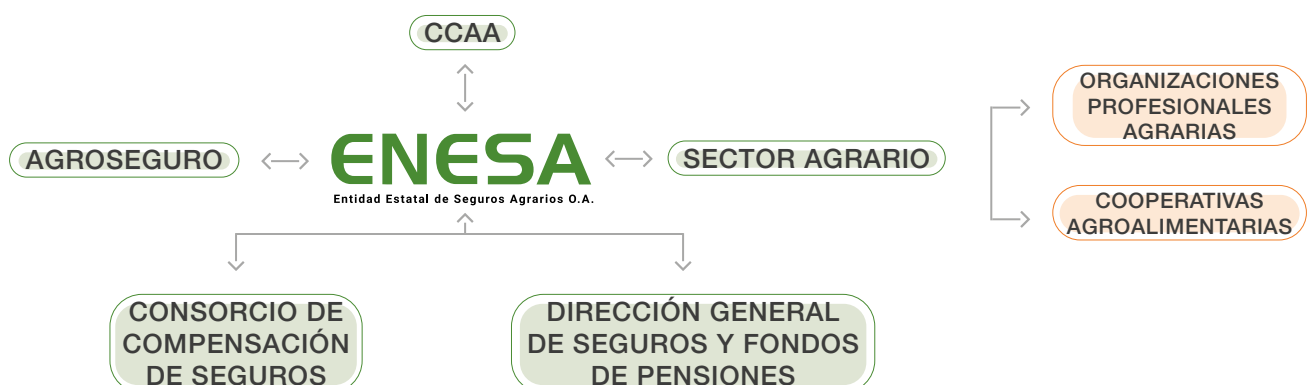 CCAA
AGROSEGURO
ENESA
Entidad Estatal de Seguros Agrarios O.A.
SECTOR AGRARIO
ORGANIZACIONES
PROFESIONALES
AGRARIAS
COOPERATIVAS
AGROALIMENTARIAS
CONSORCIO DE
COMPENSACIÓN
DE SEGUROS
DIRECCIÓN GENERAL
DE SEGUROS Y FONDOS
DE PENSIONES